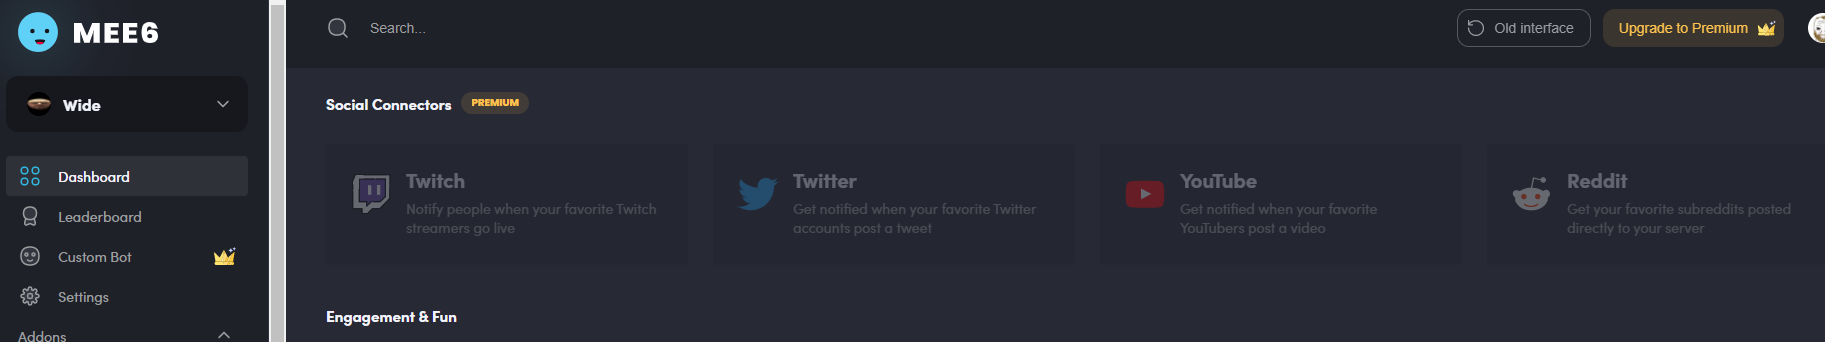 MEE6
Search...
Old interface
Upgrade to Premium
Wide
Dashboard
Leaderboard
Custom Bot
Settings
Addons
Social Connectors PREMIUM
Twitch
Notify people when your favorite Twitch
streamers go live
Twitter
Get notified when your favorite Twitter
accounts post a tweet
YouTube
Get notified when your favorite
YouTubers post a video
Reddit
Get your favorite subreddits posted
directly to your server
Engagement & Fun